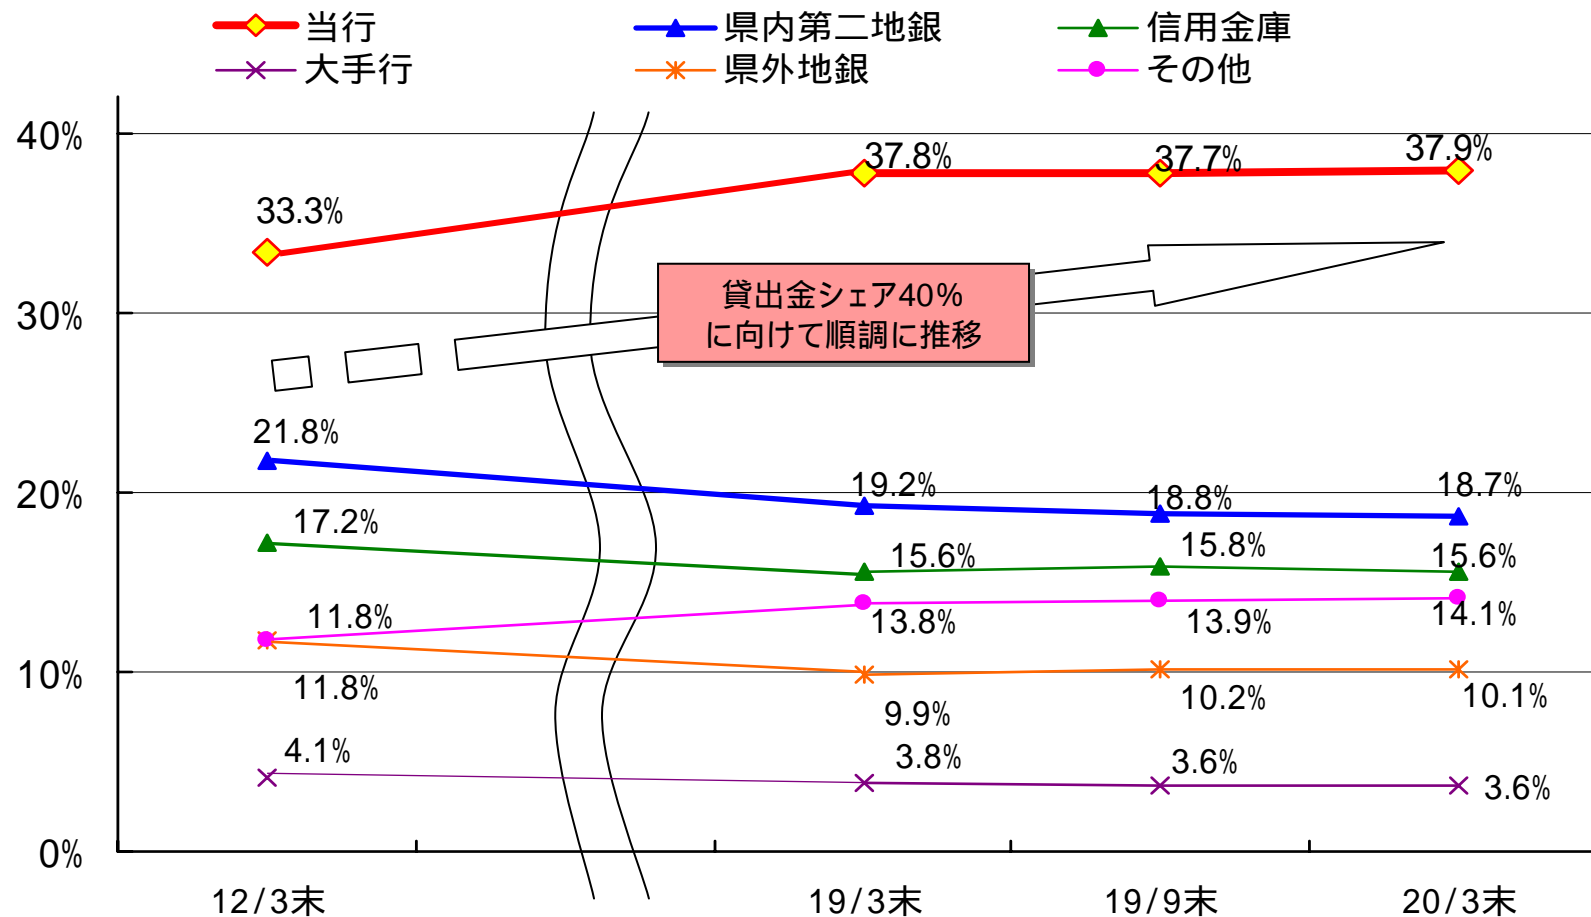 当行
県内第二地銀
信用金庫
大手行
県外地銀
その他
40%
30%
20%
10%
0%
33.3%
37.8%
37.7%
37.9%
貸出金シェア40%
に向けて順調に推移
21.8%
19.2%
18.8%
18.7%
17.2%
15.6%
15.8%
15.6%
11.8%
13.8%
13.9%
14.1%
11.8%
9.9%
10.2%
10.1%
4.1%
3.8%
3.6%
3.6%
12/3末
19/3末
19/9末
20/3末